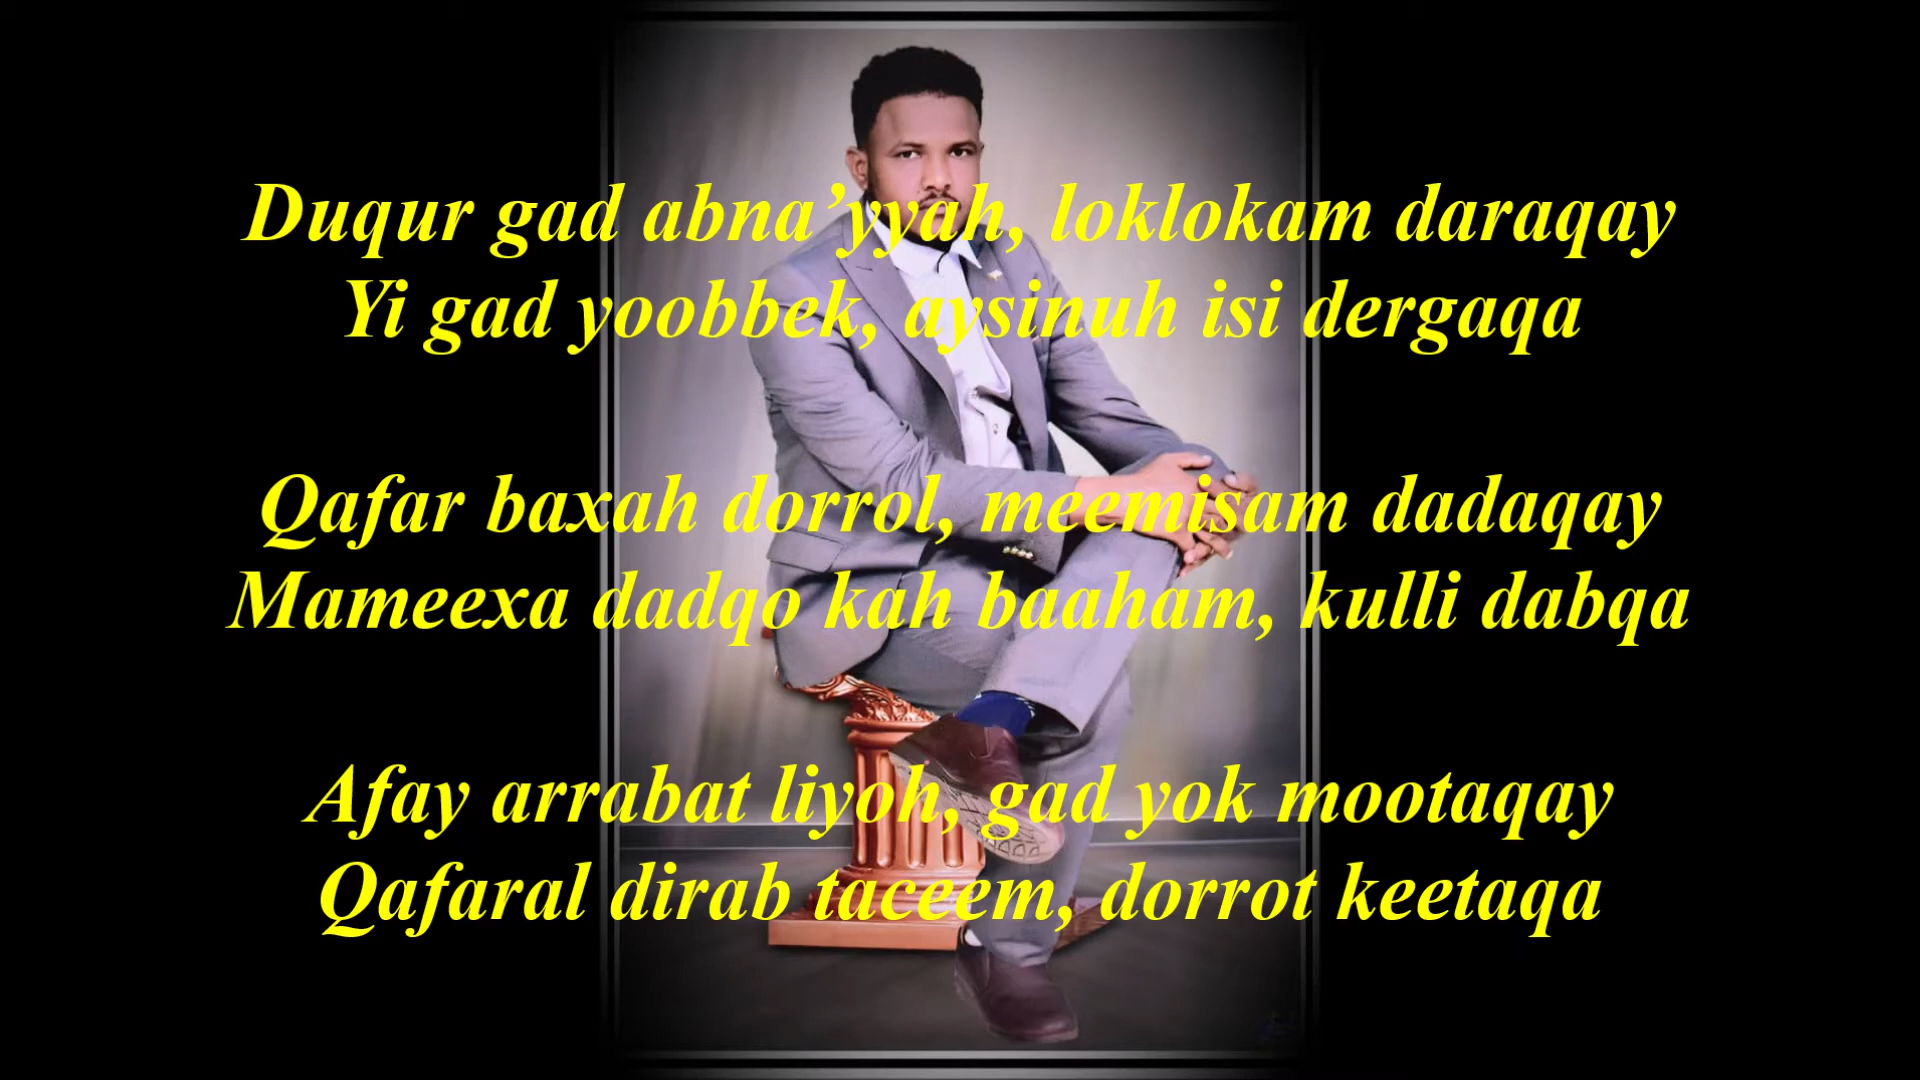 Duqur gad abna’yyah, loklokam daraqay
Yi gad yoobbek, aysinuh isi dergaqa
Qafar baxah dorrol, meemisam dadaqay
Mameexa dadqo kah baaham, kulli dabqa
Afay arrabat liyoh, gad yok mootaqay
Qafaral dirab taceem, dorrot keetaqa